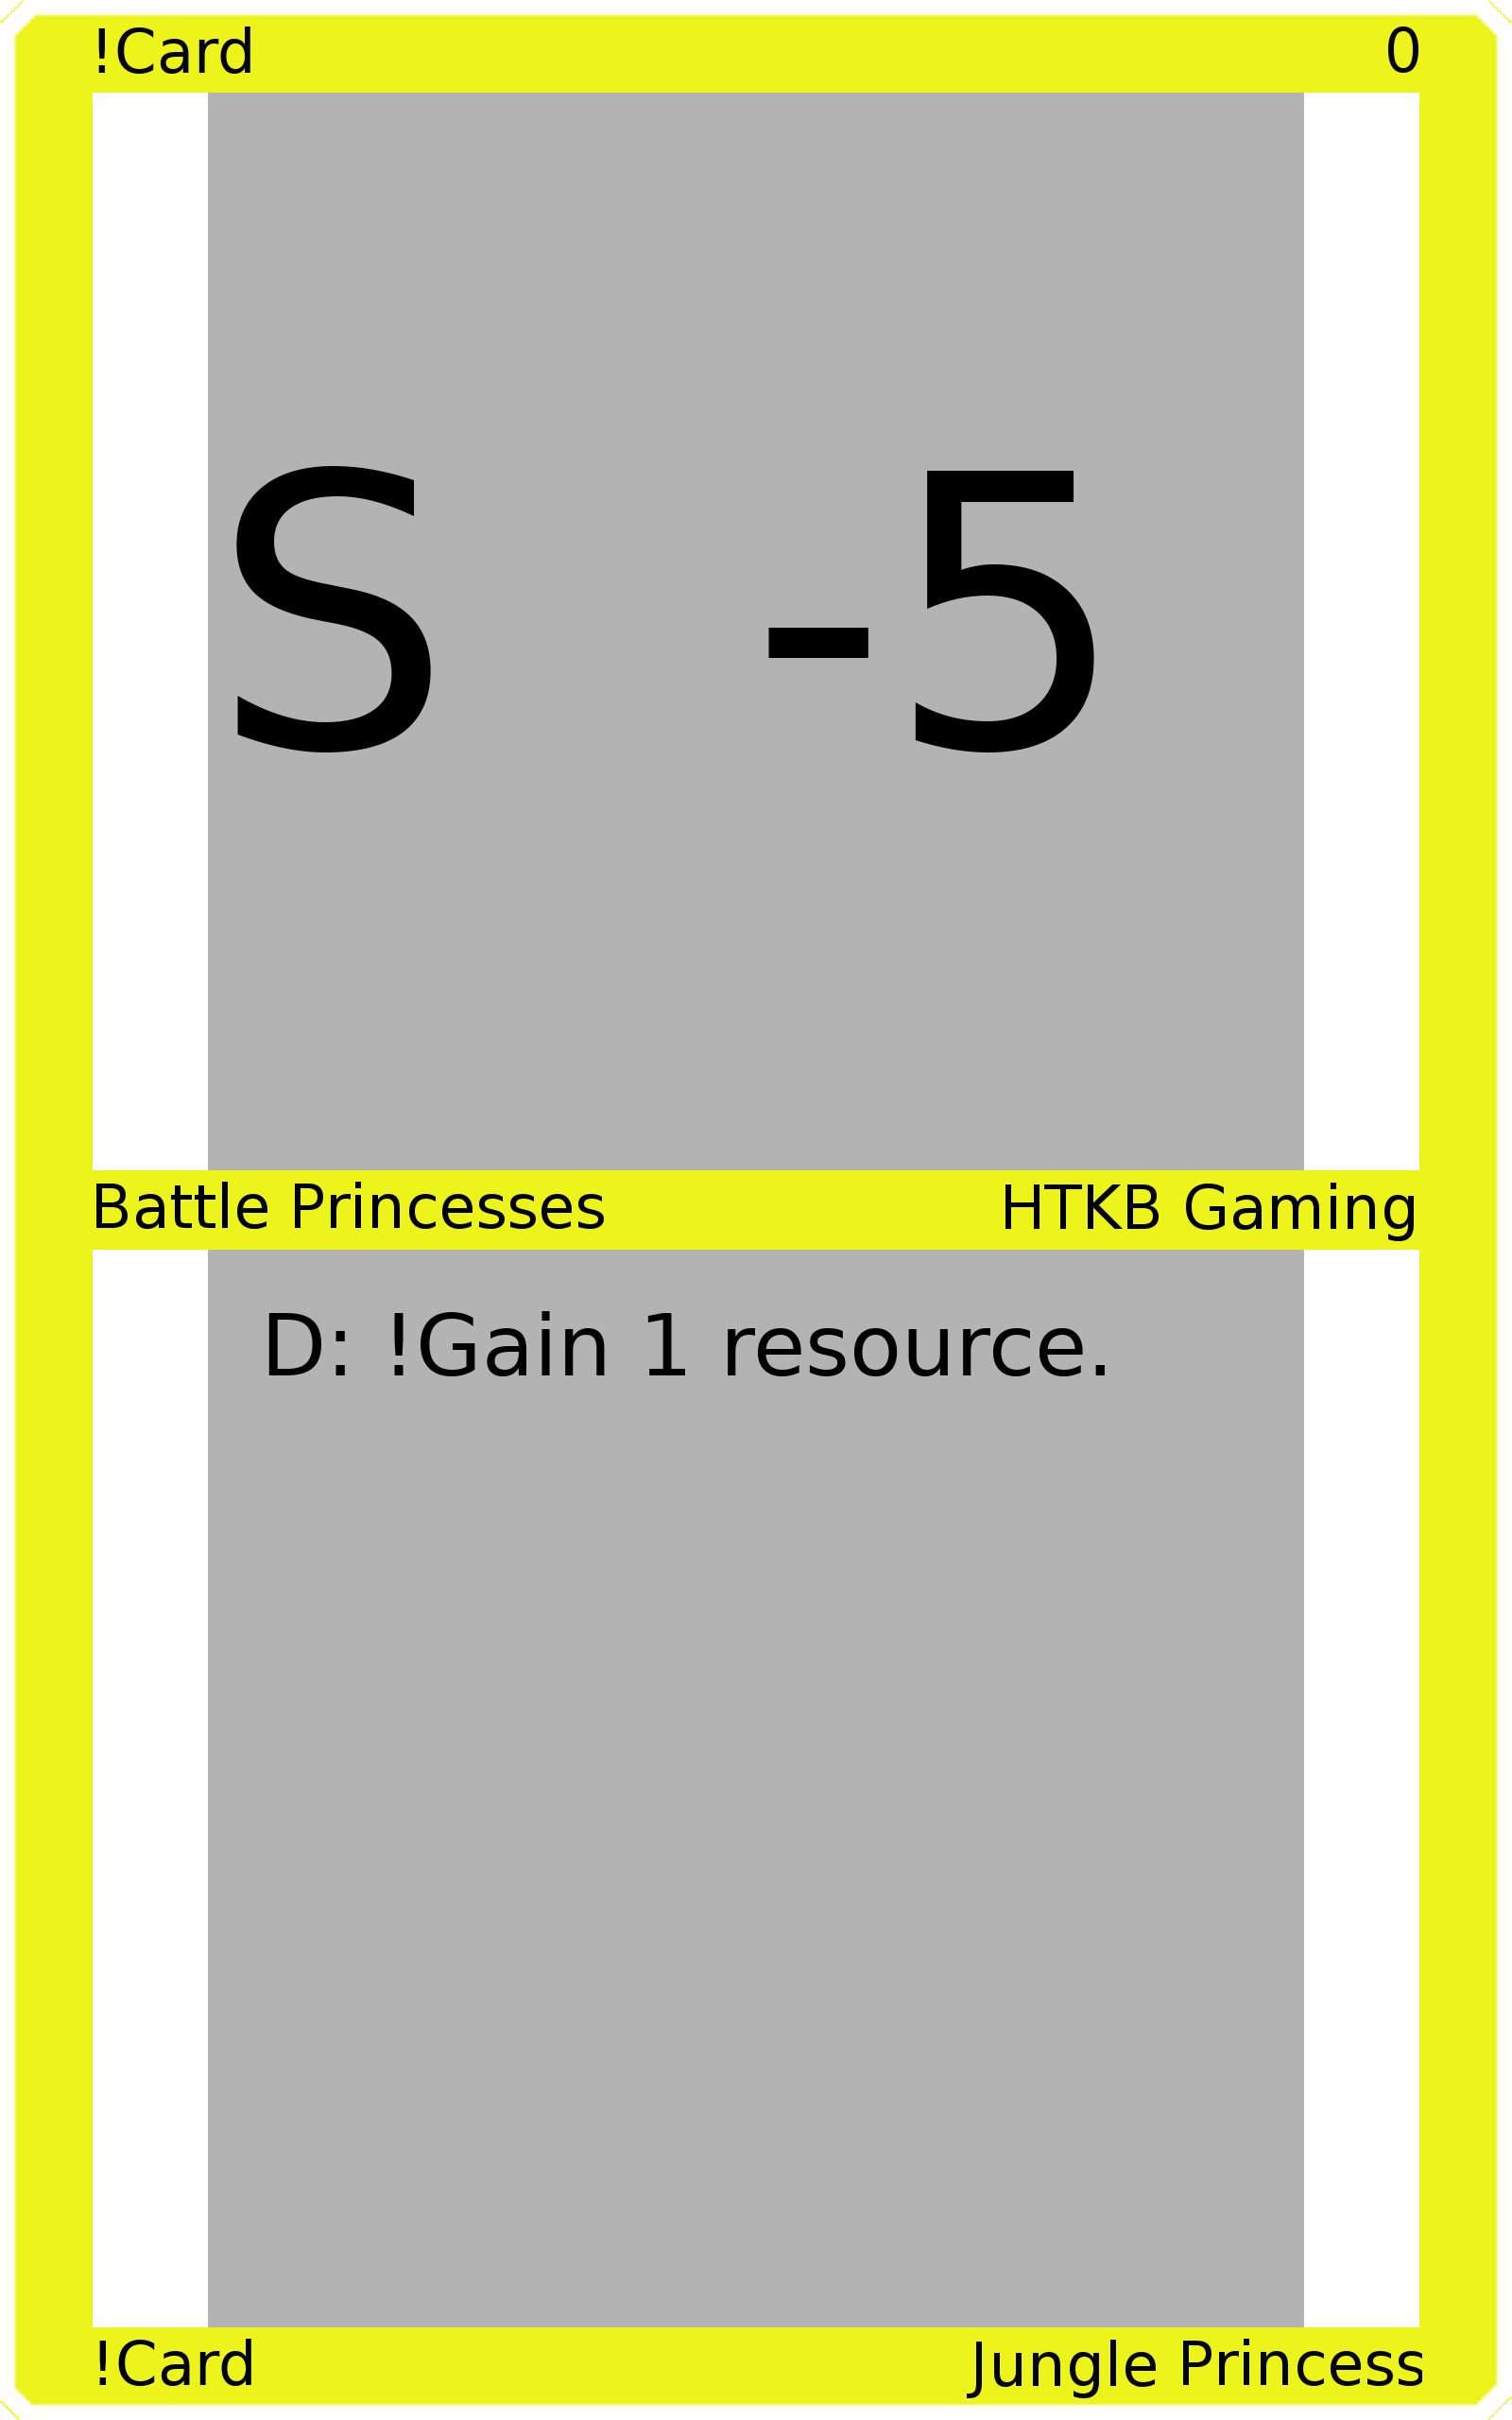 !Card 0
S -5
Battle Princesses HTKB Gaming
D: !Gain 1 resource.
!Card Jungle Princess